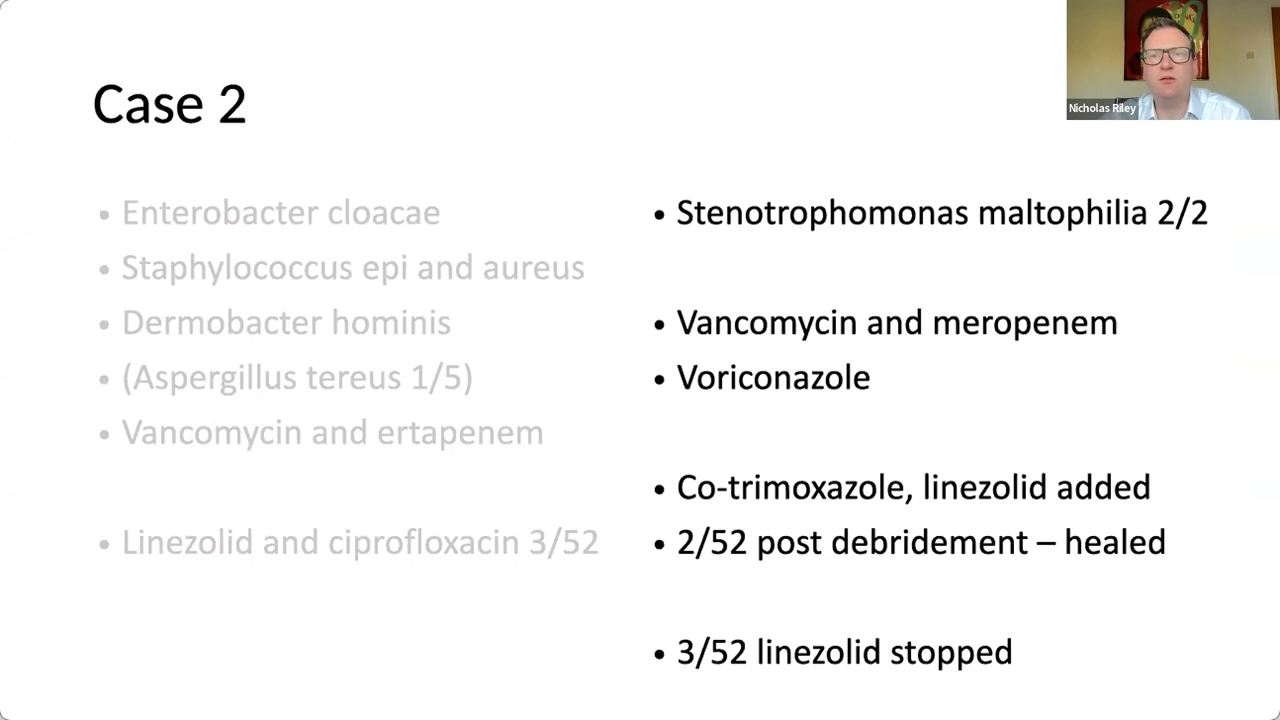 Case 2
• Enterobacter cloacae
• Staphylococcus epi and aureus
• Dermobacter hominis
• (Aspergillus tereus 1/5)
• Vancomycin and ertapenem
• Linezolid and ciprofloxacin 3/52
• Stenotrophomonas maltophilia 2/2
• Vancomycin and meropenem
• Voriconazole
• Co-trimoxazole, linezolid added
• 2/52 post debridement – healed
• 3/52 linezolid stopped
Nicholas Riley